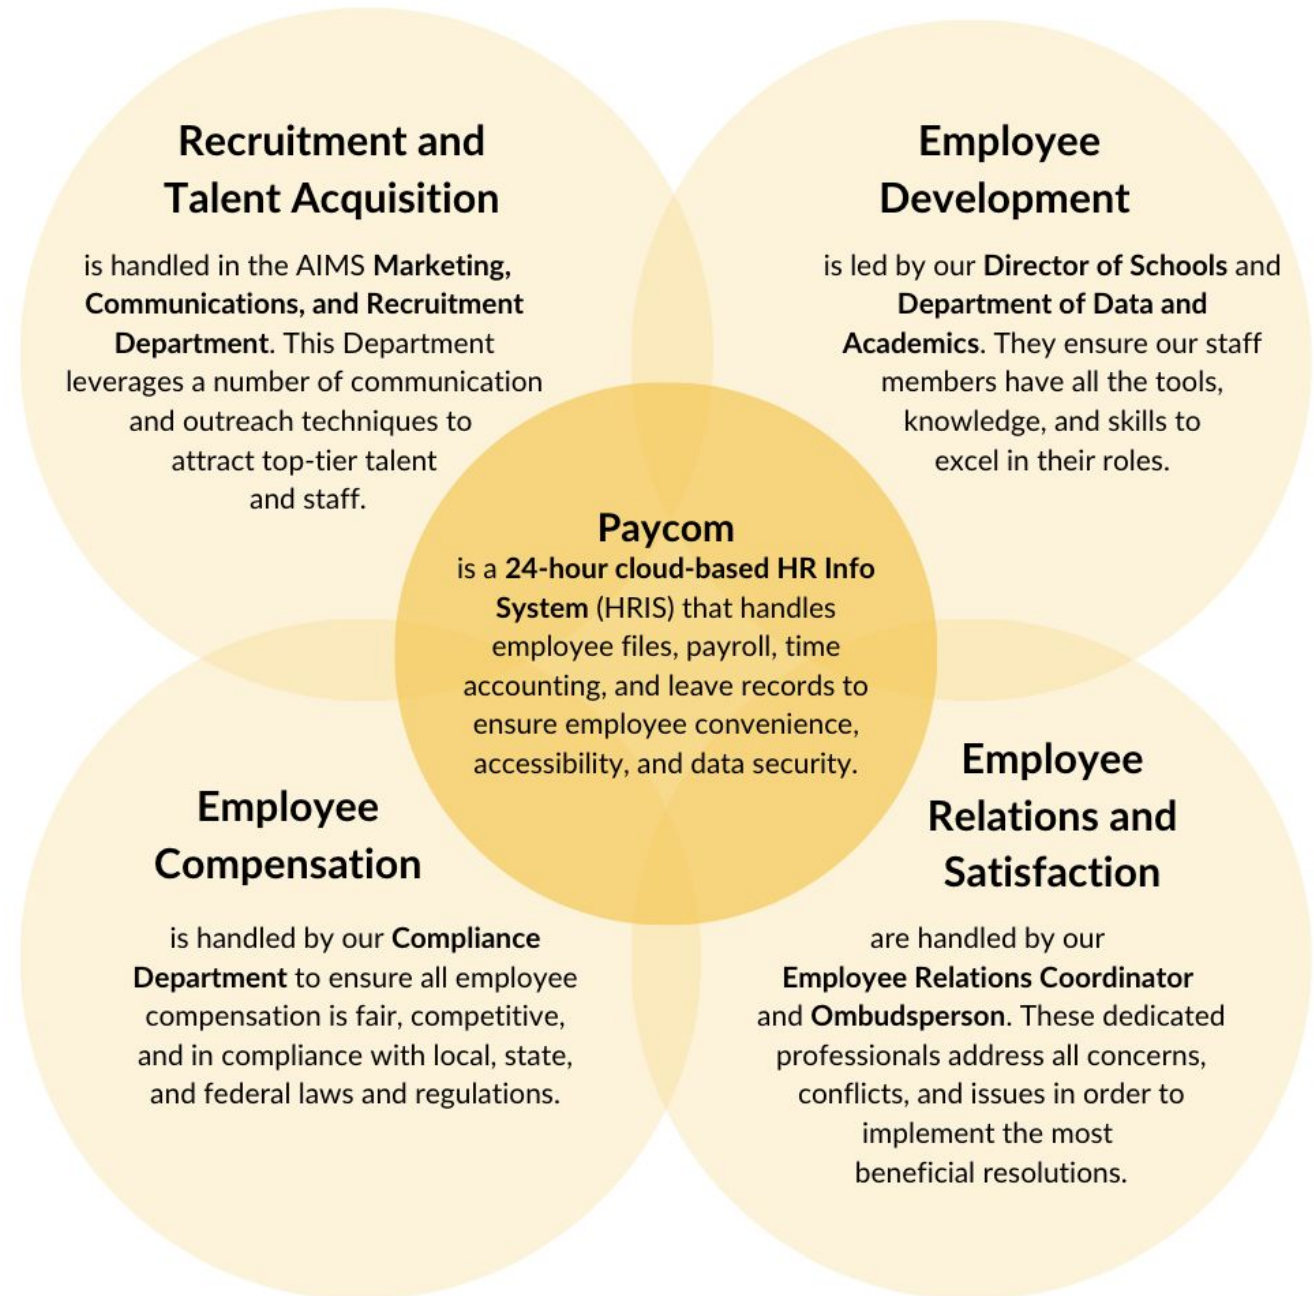 Recruitment and
Talent Acquisition
is handled in the AIMS Marketing,
Communications, and Recruitment
Department. This Department
leverages a number of communication
and outreach techniques to
attract top-tier talent
and staff.
Employee
Development
is led by our Director of Schools and
Department of Data and
Academics. They ensure our staff
members have all the tools,
knowledge, and skills to
excel in their roles.
Paycom
is a 24-hour cloud-based HR Info
System (HRIS) that handles
employee files, payroll, time
accounting, and leave records to
ensure employee convenience,
accessibility, and data security.
Employee
Compensation
is handled by our Compliance
Department to ensure all employee
compensation is fair, competitive,
and in compliance with local, state,
and federal laws and regulations.
Employee
Relations and
Satisfaction
are handled by our
Employee Relations Coordinator
and Ombudsperson. These dedicated
professionals address all concerns,
conflicts, and issues in order to
implement the most
beneficial resolutions.